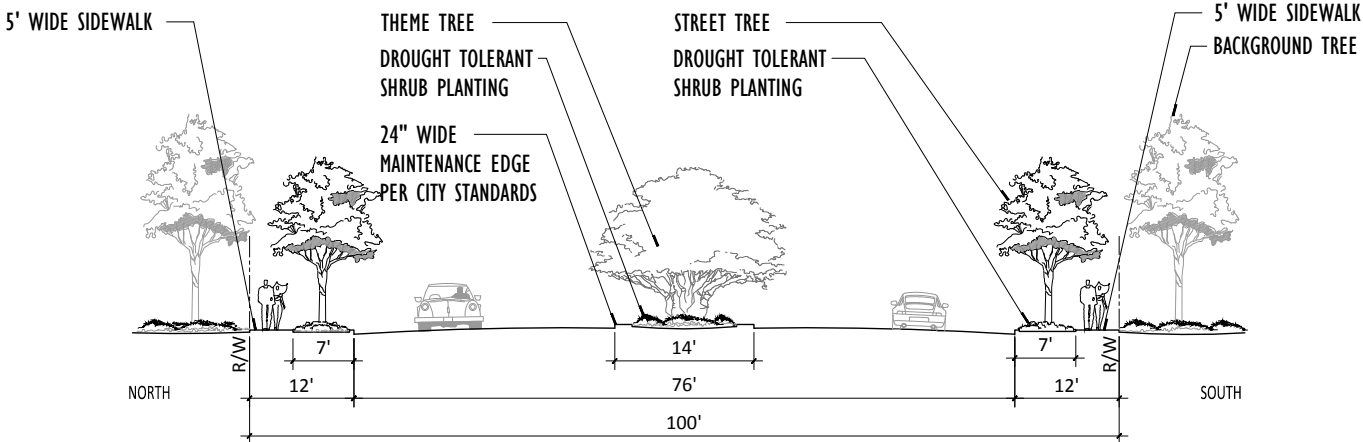 5' WIDE SIDEWALK
THEME TREE
DROUGHT TOLERANT
SHRUB PLANTING
24" WIDE
MAINTENANCE EDGE
PER CITY STANDARDS
STREET TREE
DROUGHT TOLERANT
SHRUB PLANTING
5' WIDE SIDEWALK
BACKGROUND TREE
R/W
7'
14'
7'
R/W
NORTH
12'
76'
12'
SOUTH
100'